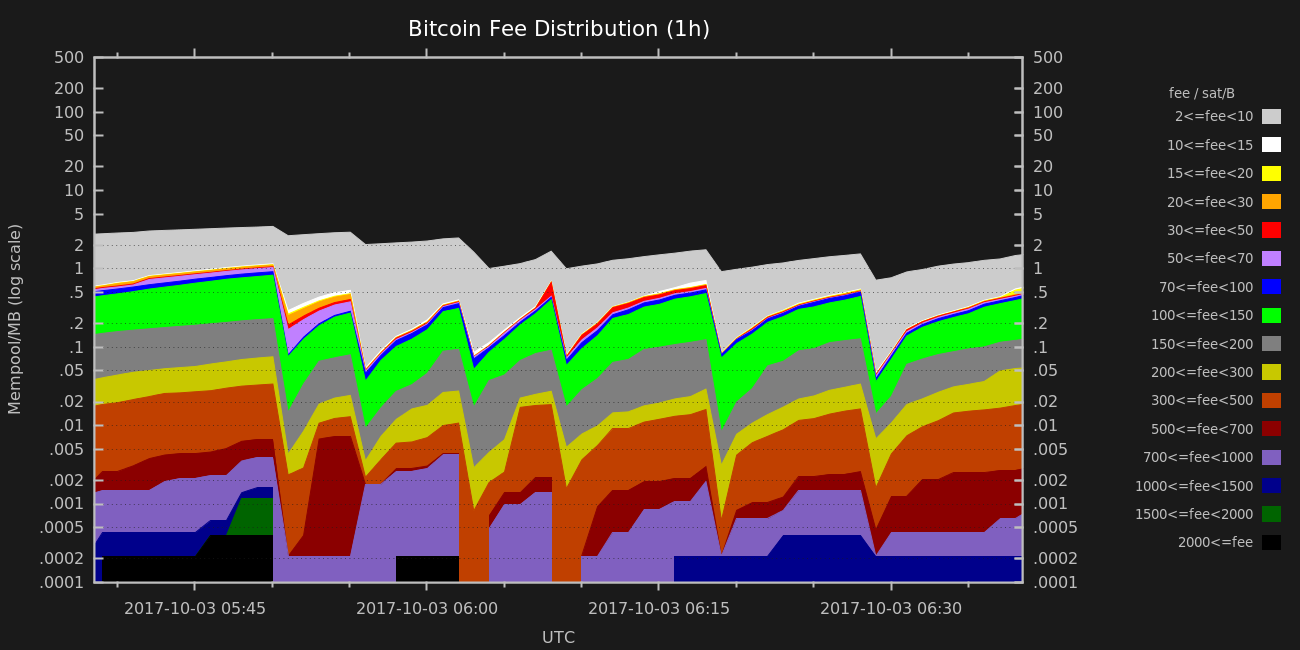 Bitcoin Fee Distribution (1h)
500 500
200 200
100 100
50 50
20 20
10 10
5 5
2 2
1 1
.5 .5
.2 .2
.1 .1
.05 .05
.02 .02
.01 .01
.005 .005
.002 .002
.001 .001
.0005 .0005
.0002 .0002
.0001 .0001
Mempool/MB (log scale)
2017-10-03 05:45 2017-10-03 06:00 2017-10-03 06:15 2017-10-03 06:30
UTC
fee / sat/B
2<=fee<10
10<=fee<15
15<=fee<20
20<=fee<30
30<=fee<50
50<=fee<70
70<=fee<100
100<=fee<150
150<=fee<200
200<=fee<300
300<=fee<500
500<=fee<700
700<=fee<1000
1000<=fee<1500
1500<=fee<2000
2000<=fee